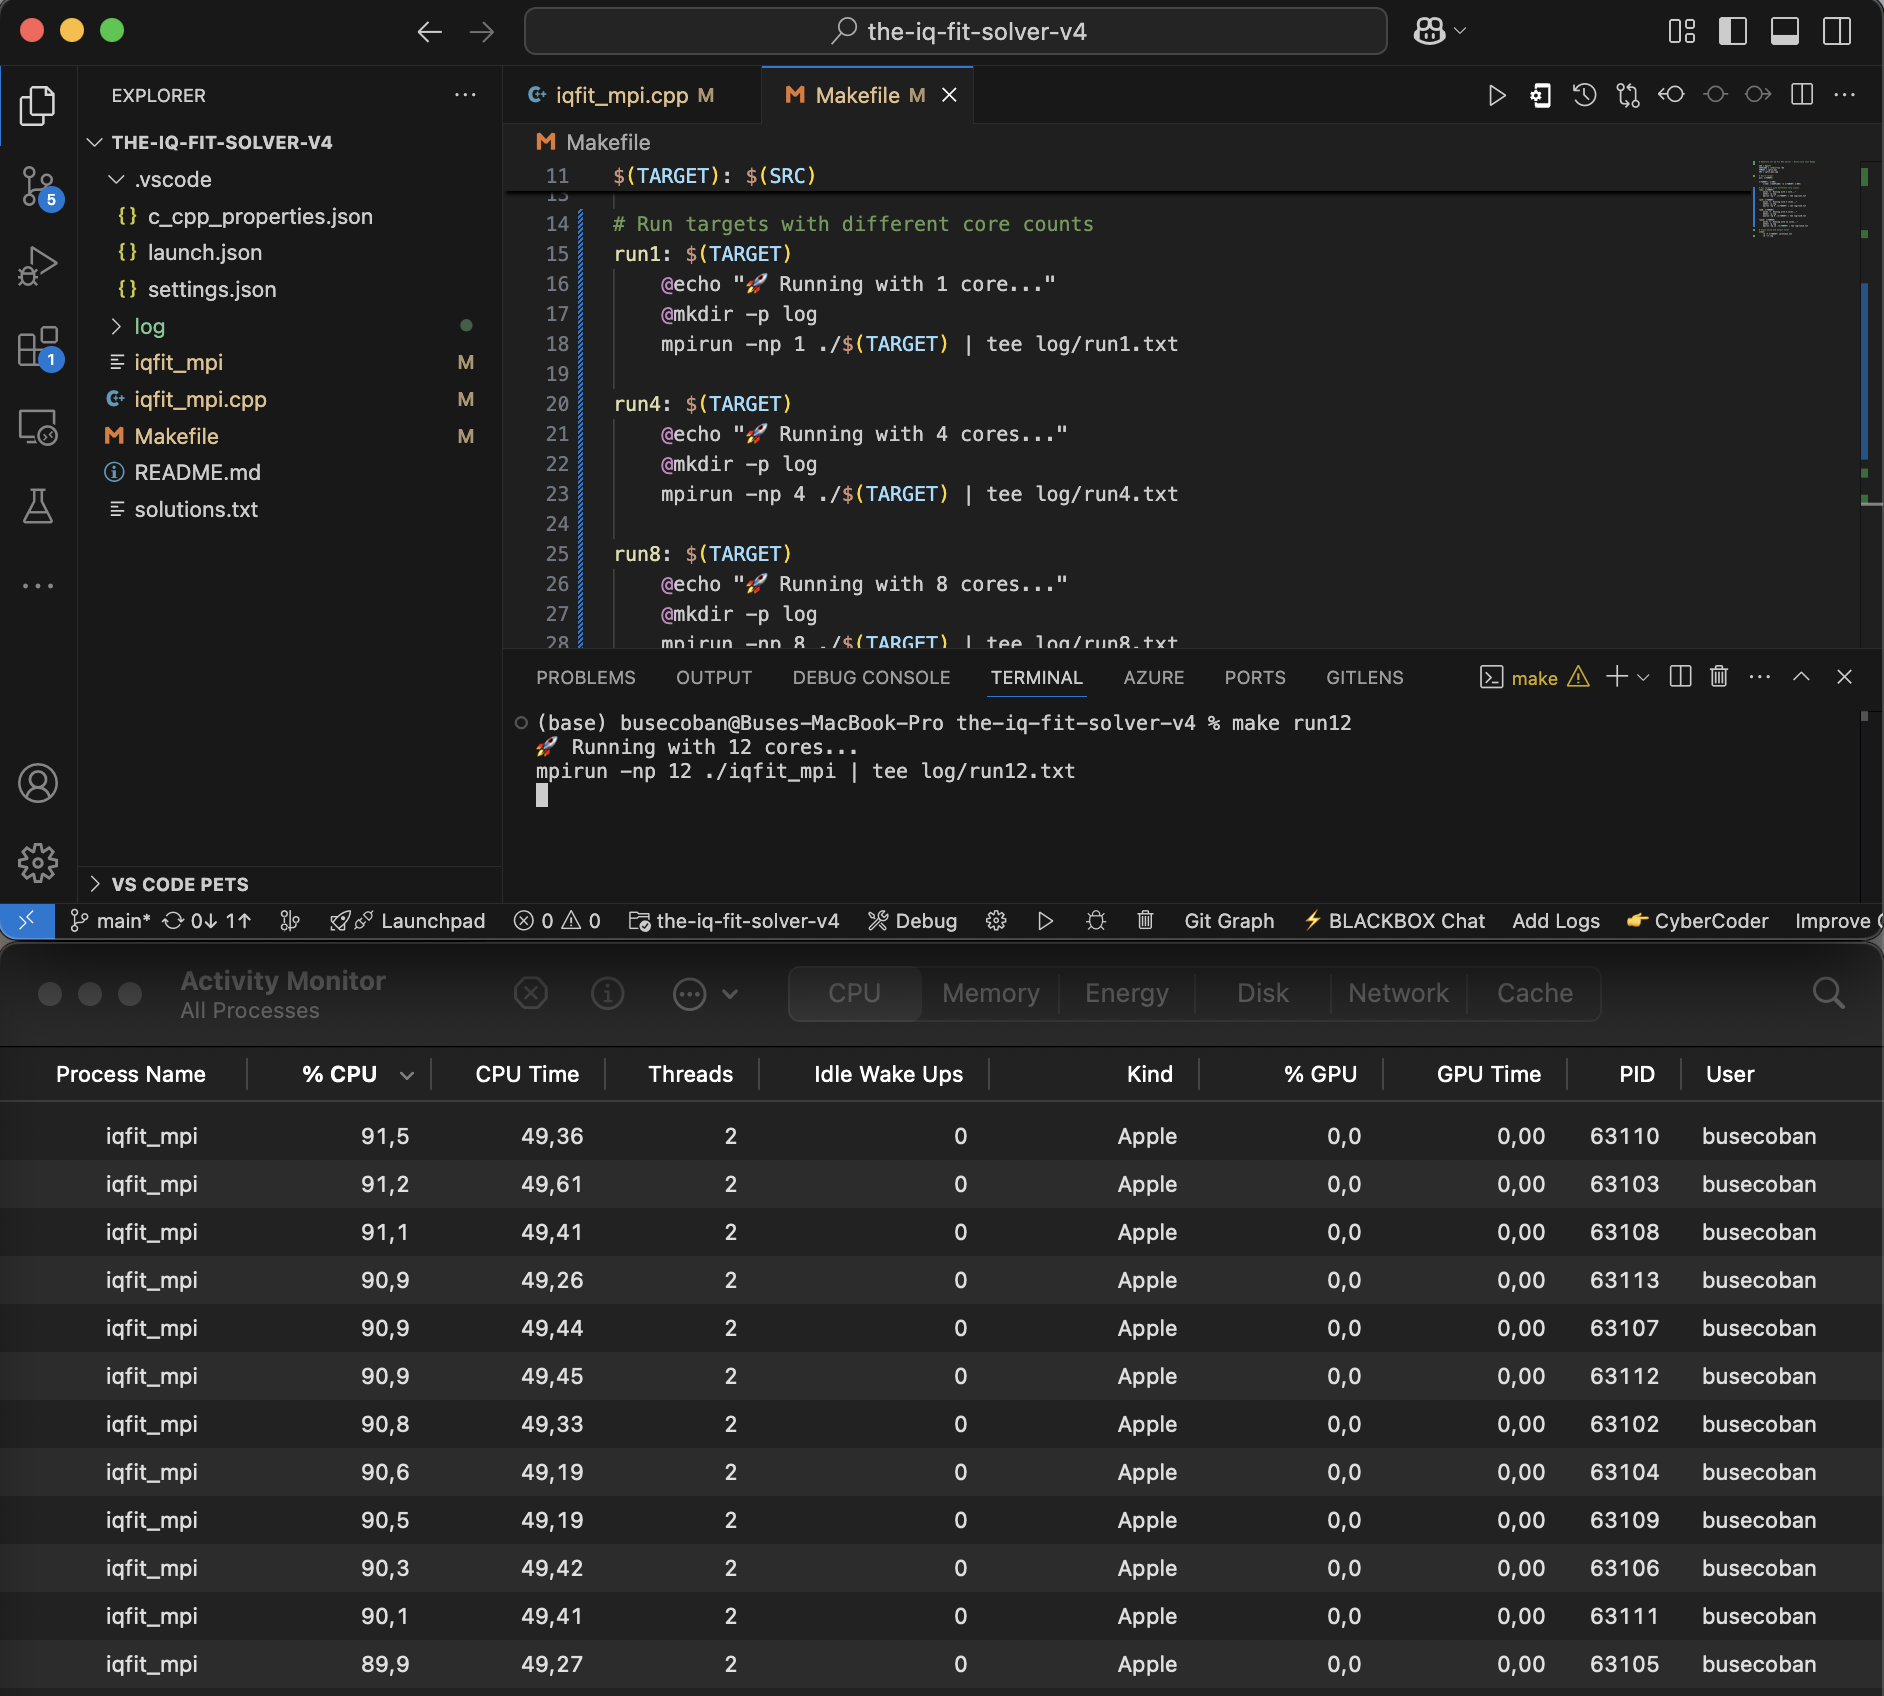 the-iq-fit-solver-v4
EXPLORER
THE-IQ-FIT-SOLVER-V4
.vscode
{} c_cpp_properties.json
{} launch.json
{} settings.json
log
iqfit_mpi M
iqfit_mpi.cpp M
Makefile M
README.md
solutions.txt
VS CODE PETS
5
1
iqfit_mpi.cpp M
Makefile M
Makefile
11 $(TARGET): $(SRC)
13
14 # Run targets with different core counts
15 run1: $(TARGET)
16 @echo "🚀 Running with 1 core..."
17 @mkdir -p log
18 mpirun -np 1 ./$(TARGET) | tee log/run1.txt
19
20 run4: $(TARGET)
21 @echo "🚀 Running with 4 cores..."
22 @mkdir -p log
23 mpirun -np 4 ./$(TARGET) | tee log/run4.txt
24
25 run8: $(TARGET)
26 @echo "🚀 Running with 8 cores..."
27 @mkdir -p log
28 mpirun -np 8 ./$(TARGET) | tee log/run8.txt
PROBLEMS OUTPUT DEBUG CONSOLE TERMINAL AZURE PORTS GITLENS make
(base) busecoban@Buses-MacBook-Pro the-iq-fit-solver-v4 % make run12
🚀 Running with 12 cores...
mpirun -np 12 ./iqfit_mpi | tee log/run12.txt
main* 0↓ 1↑ Launchpad 0 0 the-iq-fit-solver-v4 Debug Git Graph ⚡ BLACKBOX Chat Add Logs 👉 CyberCoder Improve
Activity Monitor
All Processes
CPU Memory Energy Disk Network Cache
Process Name % CPU CPU Time Threads Idle Wake Ups Kind % GPU GPU Time PID User
iqfit_mpi 91,5 49,36 2 0 Apple 0,0 0,00 63110 busecoban
iqfit_mpi 91,2 49,61 2 0 Apple 0,0 0,00 63103 busecoban
iqfit_mpi 91,1 49,41 2 0 Apple 0,0 0,00 63108 busecoban
iqfit_mpi 90,9 49,26 2 0 Apple 0,0 0,00 63113 busecoban
iqfit_mpi 90,9 49,44 2 0 Apple 0,0 0,00 63107 busecoban
iqfit_mpi 90,9 49,45 2 0 Apple 0,0 0,00 63112 busecoban
iqfit_mpi 90,8 49,33 2 0 Apple 0,0 0,00 63102 busecoban
iqfit_mpi 90,6 49,19 2 0 Apple 0,0 0,00 63104 busecoban
iqfit_mpi 90,5 49,19 2 0 Apple 0,0 0,00 63109 busecoban
iqfit_mpi 90,3 49,42 2 0 Apple 0,0 0,00 63106 busecoban
iqfit_mpi 90,1 49,41 2 0 Apple 0,0 0,00 63111 busecoban
iqfit_mpi 89,9 49,27 2 0 Apple 0,0 0,00 63105 busecoban